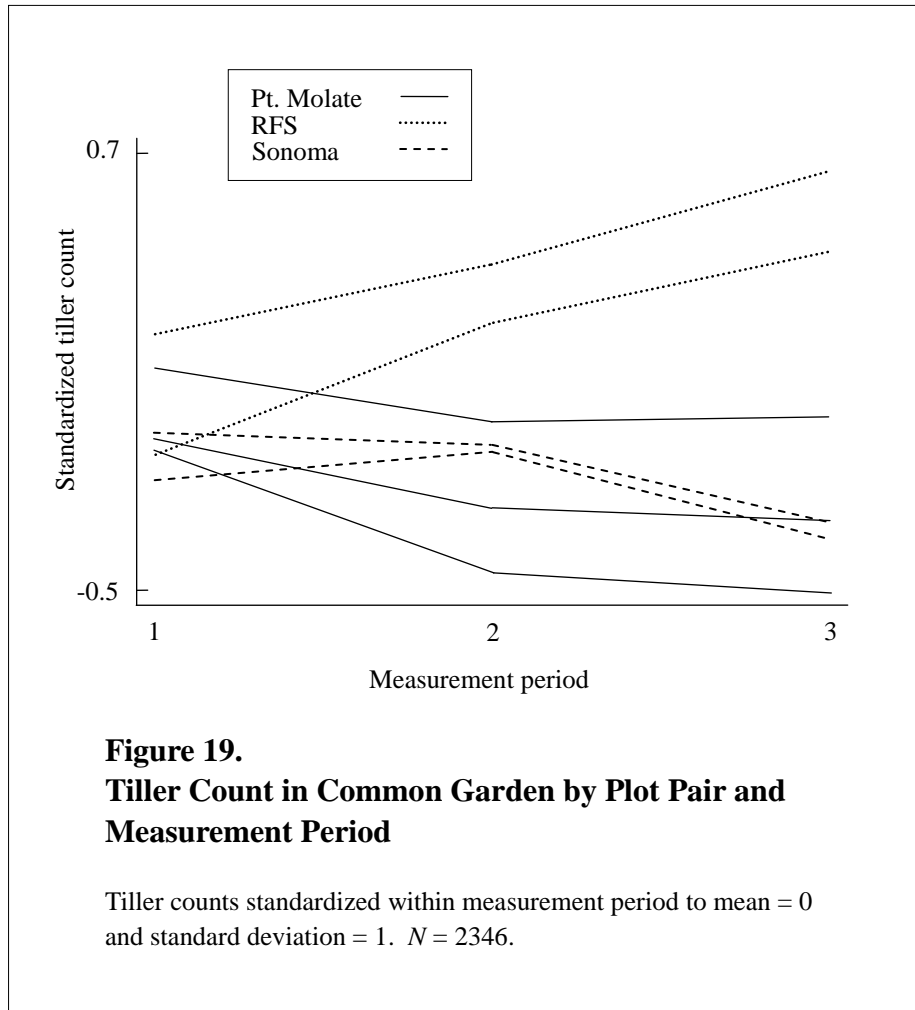 Pt. Molate
RFS
Sonoma
0.7
-0.5
Standardized tiller count
1 2 3
Measurement period
Figure 19.
Tiller Count in Common Garden by Plot Pair and
Measurement Period
Tiller counts standardized within measurement period to mean = 0
and standard deviation = 1. N = 2346.